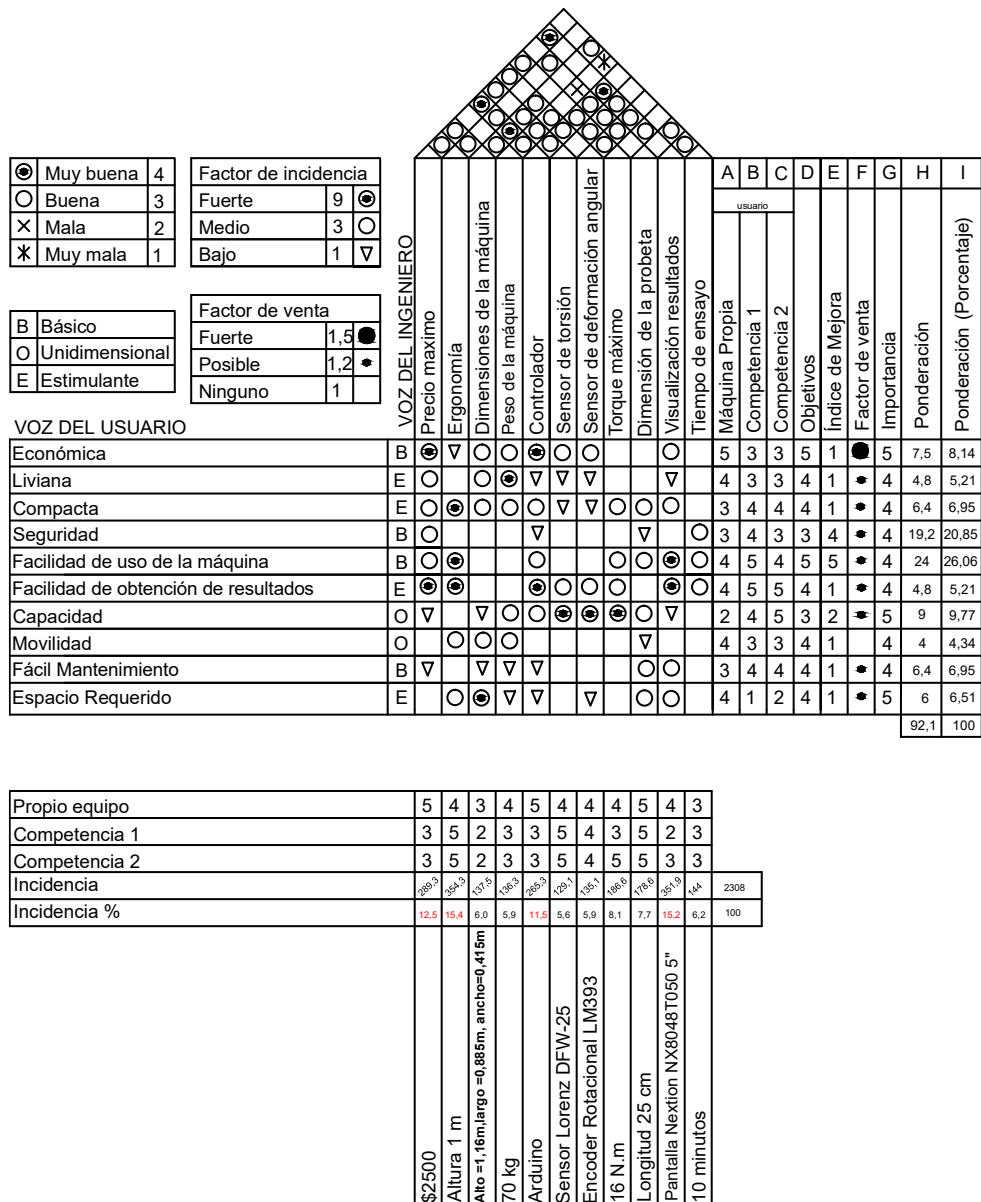 Muy buena 4
Buena 3
Mala 2
Muy mala 1
Factor de incidencia
Fuerte 9
Medio 3
Bajo 1
B Básico
O Unidimensional
E Estimulante
Factor de venta
Fuerte 1,5
Posible 1,2
Ninguno 1
VOZ DEL INGENIERO
Precio maximo
Ergonomía
Dimensiones de la máquina
Peso de la máquina
Controlador
Sensor de torsión
Sensor de deformación angular
Torque máximo
Dimensión de la probeta
Visualización resultados
Tiempo de ensayo
A B C D E F G H I
usuario
Máquina Propia
Competencia 1
Competencia 2
Objetivos
Índice de Mejora
Factor de venta
Importancia
Ponderación
Ponderación (Porcentaje)
VOZ DEL USUARIO
Económica B 5 3 3 5 1 5 7,5 8,14
Liviana E 4 3 3 4 1 4 4,8 5,21
Compacta E 3 4 4 4 1 4 6,4 6,95
Seguridad B 3 4 3 3 4 4 19,2 20,85
Facilidad de uso de la máquina B 4 5 4 5 5 4 24 26,06
Facilidad de obtención de resultados E 4 5 5 4 1 4 4,8 5,21
Capacidad O 2 4 5 3 2 5 9 9,77
Movilidad O 4 3 3 4 1 4 4 4,34
Fácil Mantenimiento B 3 4 4 4 1 4 6,4 6,95
Espacio Requerido E 4 1 2 4 1 5 6 6,51
92,1 100
Propio equipo 5 4 3 4 5 4 4 4 5 4 3
Competencia 1 3 5 2 3 3 5 4 3 5 2 3
Competencia 2 3 5 2 3 3 5 4 5 5 3 3
Incidencia 289,3 354,3 137,5 136,3 265,3 129,1 135,1 186,6 178,6 351,9 144 2308
Incidencia % 12,5 15,4 6,0 5,9 11,5 5,6 5,9 8,1 7,7 15,2 6,2 100
$2500
Altura 1 m
Alto =1,16m,largo =0,885m, ancho=0,415m
70 kg
Arduino
Sensor Lorenz DFW-25
Encoder Rotacional LM393
16 N.m
Longitud 25 cm
Pantalla Nextion NX8048T050 5"
10 minutos